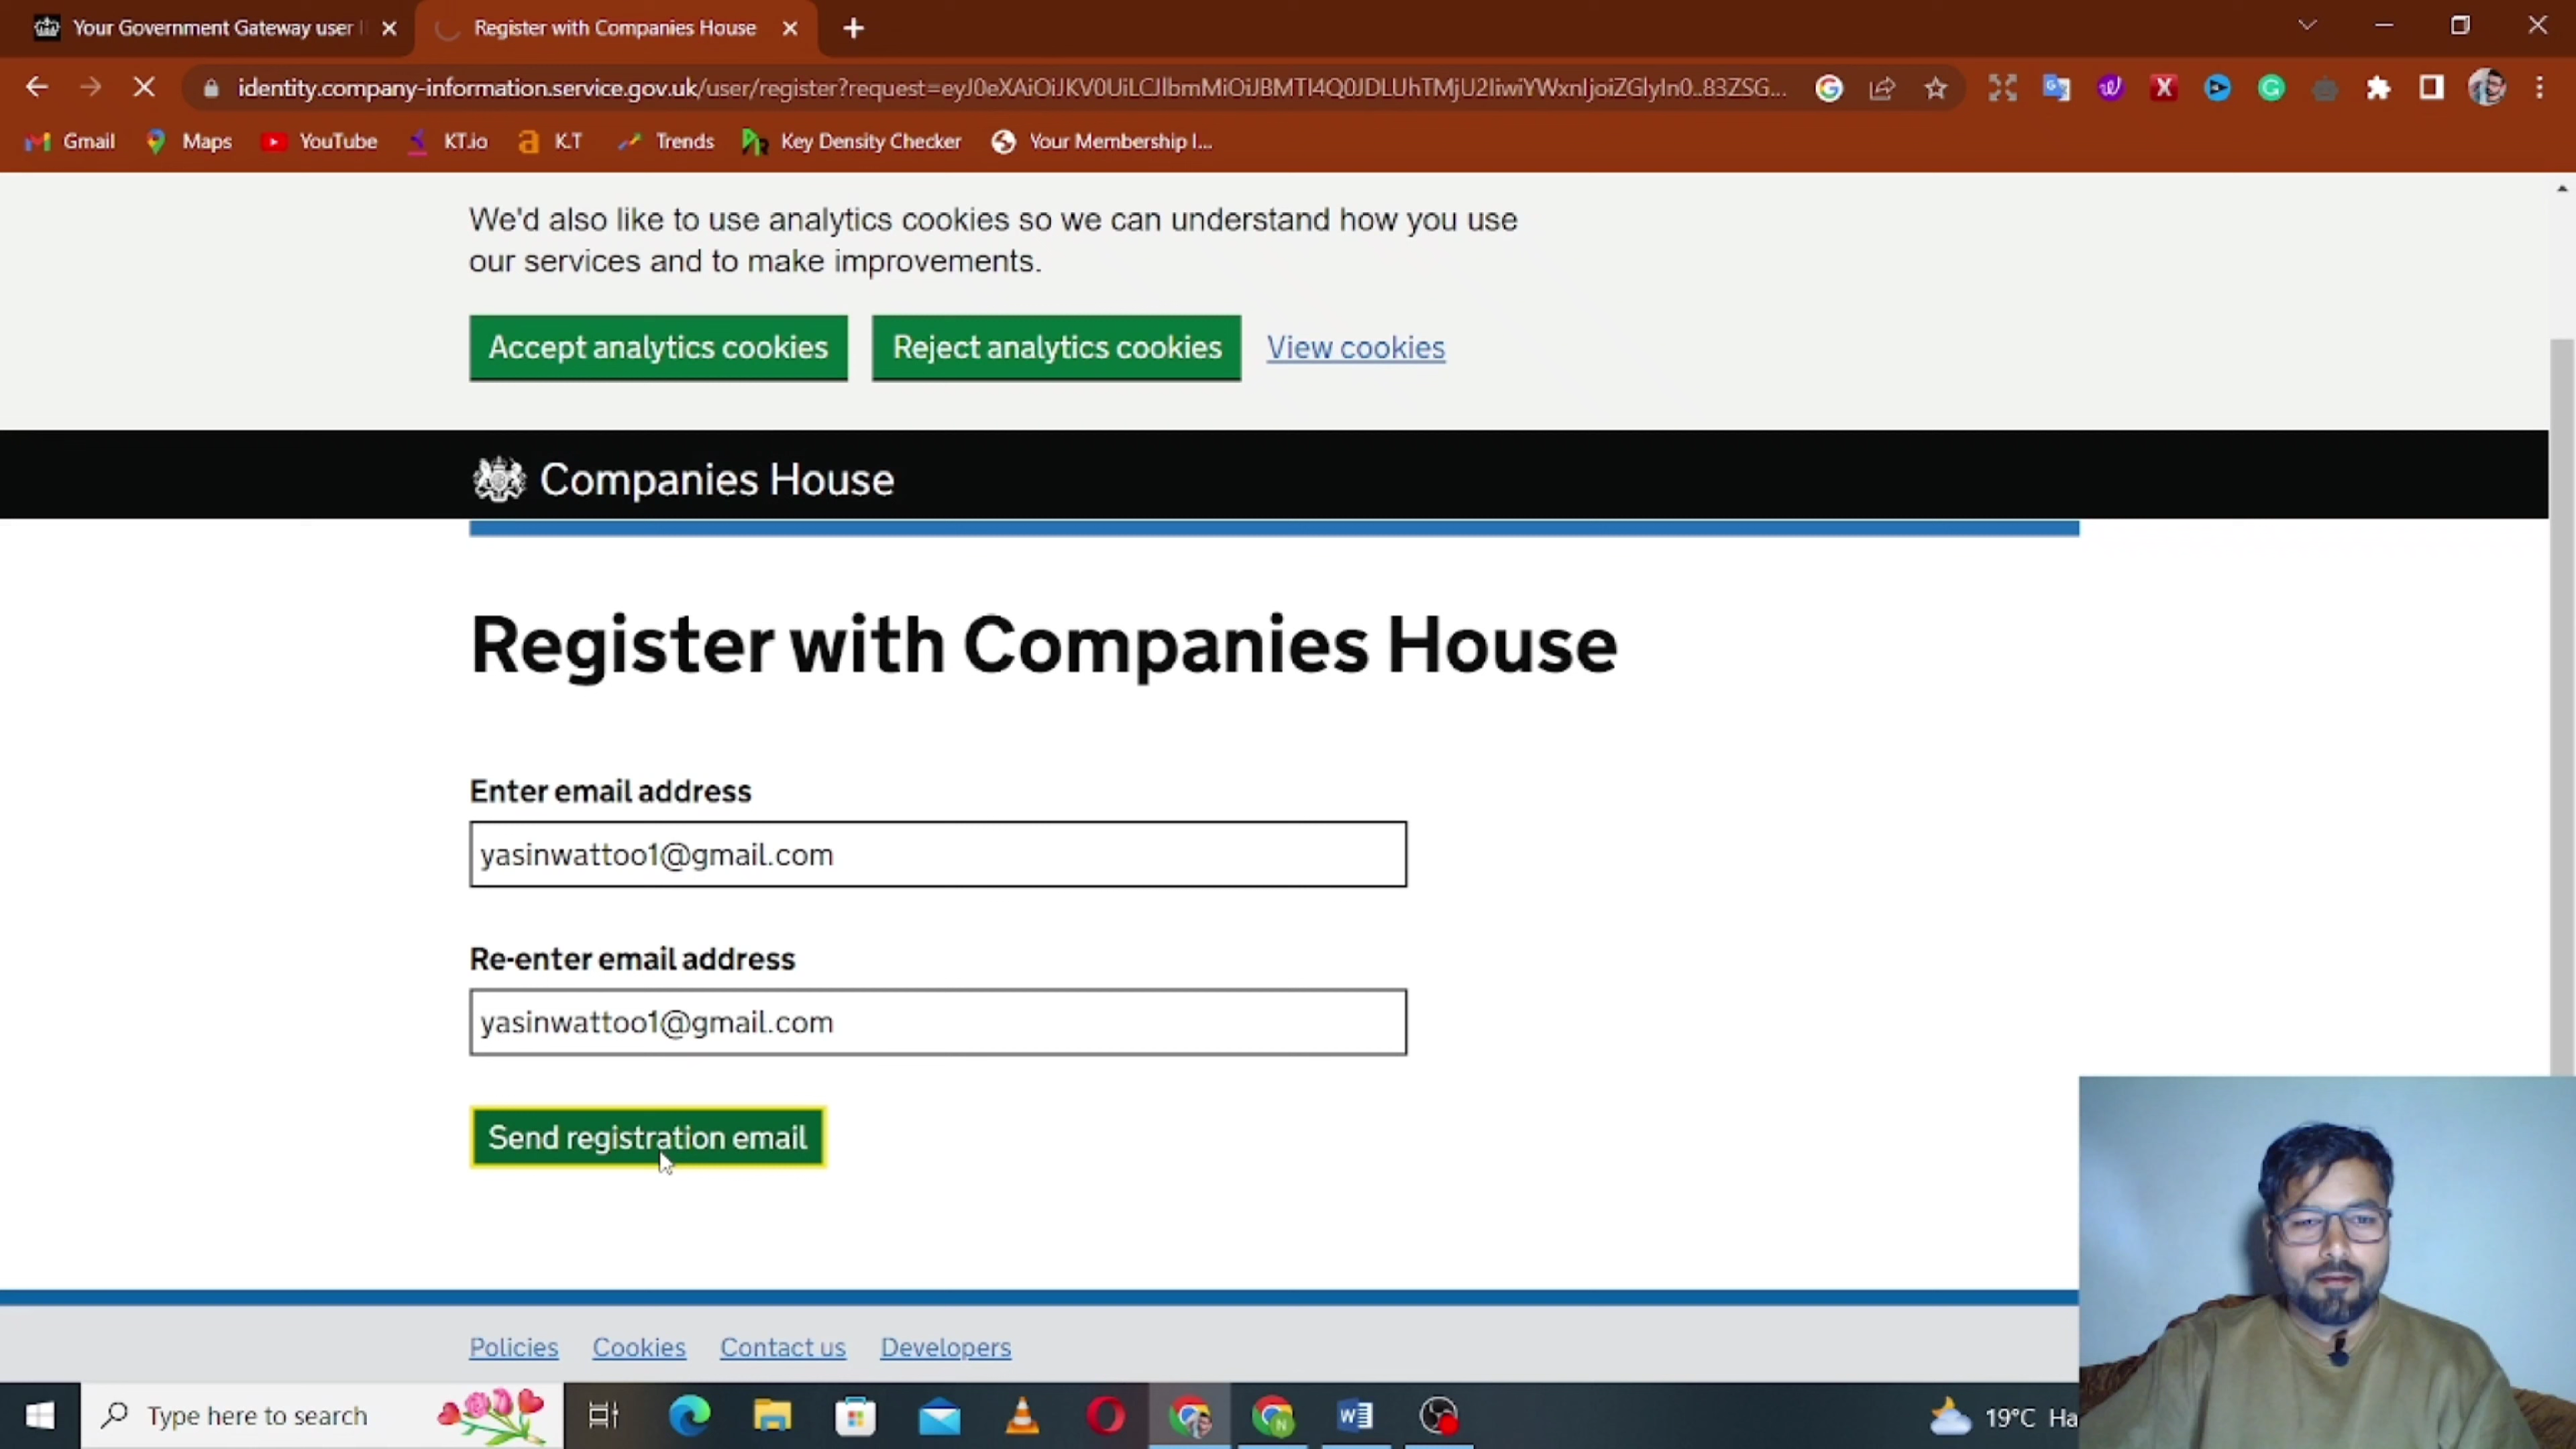 Your Government Gateway user I
Register with Companies House
identity.company-information.service.gov.uk/user/register?request=eyJ0eXAiOiJKV0UiLCJlbmMiOiJBMTI4Q0JDLUhTMjU2IiwiYWxnIjoiZGlyIn0..83ZSG...
Gmail Maps YouTube KT.io K.T Trends Key Density Checker Your Membership I...
We'd also like to use analytics cookies so we can understand how you use
our services and to make improvements.
Accept analytics cookies Reject analytics cookies View cookies
Companies House
Register with Companies House
Enter email address
yasinwattoo1@gmail.com
Re-enter email address
yasinwattoo1@gmail.com
Send registration email
Policies Cookies Contact us Developers
Type here to search
19°C Ha